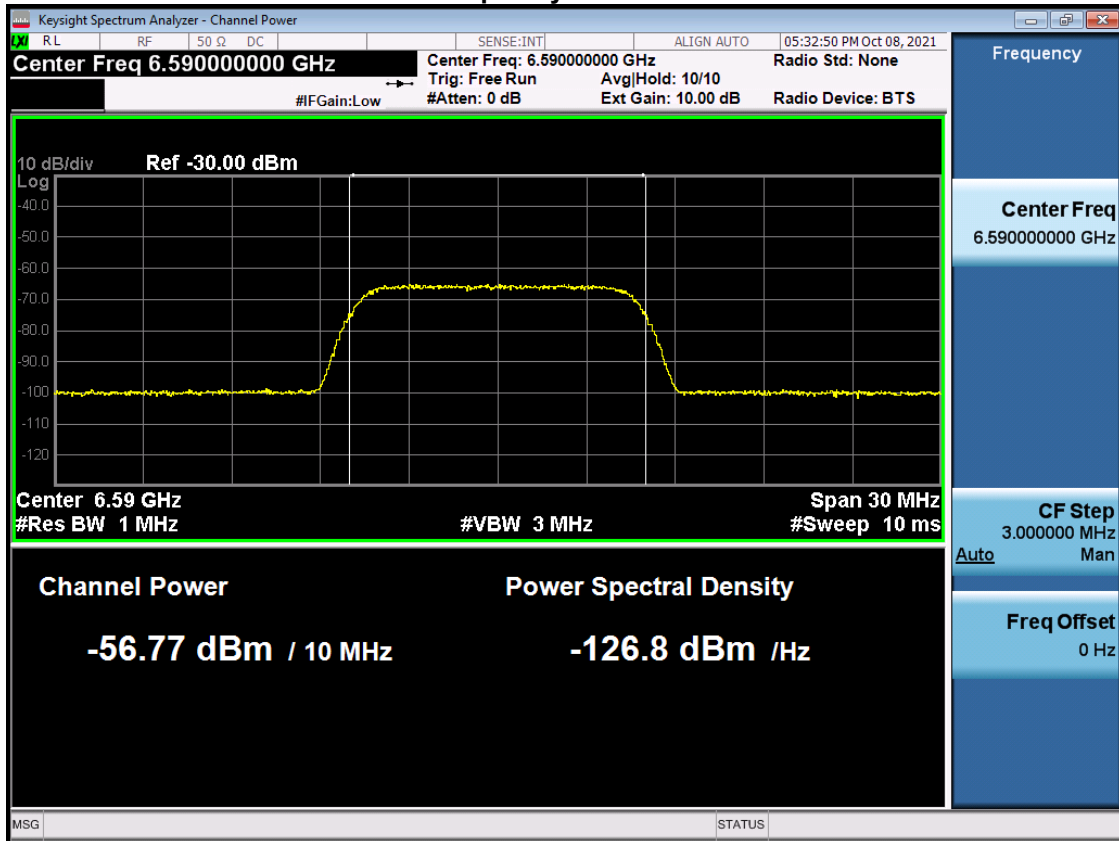 Keysight Spectrum Analyzer - Channel Power
LXI RL RF 50 Ω DC SENSE:INT ALIGN AUTO 05:32:50 PM Oct 08, 2021
Center Freq 6.590000000 GHz
#IFGain:Low
Center Freq: 6.590000000 GHz
Trig: Free Run Avg|Hold: 10/10
#Atten: 0 dB Ext Gain: 10.00 dB
Radio Std: None
Radio Device: BTS
10 dB/div Ref -30.00 dBm
Log
-40.0
-50.0
-60.0
-70.0
-80.0
-90.0
-100
-110
-120
Center 6.59 GHz Span 30 MHz
#Res BW 1 MHz #VBW 3 MHz #Sweep 10 ms
Channel Power Power Spectral Density
-56.77 dBm / 10 MHz -126.8 dBm /Hz
Frequency
Center Freq
6.590000000 GHz
CF Step
3.000000 MHz
Auto Man
Freq Offset
0 Hz
MSG STATUS